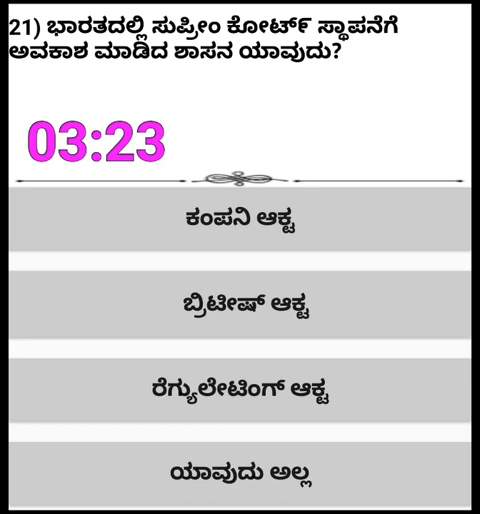 21) ಭಾರತದಲ್ಲಿ ಸುಪ್ರೀಂ ಕೋರ್ಟ್ ಸ್ಥಾಪನೆಗೆ
ಅವಕಾಶ ಮಾಡಿದ ಶಾಸನ ಯಾವುದು?
03:23
ಕಂಪನಿ ಆಕ್ಟ
ಬ್ರಿಟೀಷ್ ಆಕ್ಟ
ರೆಗ್ಯುಲೇಟಿಂಗ್ ಆಕ್ಟ
ಯಾವುದು ಅಲ್ಲ